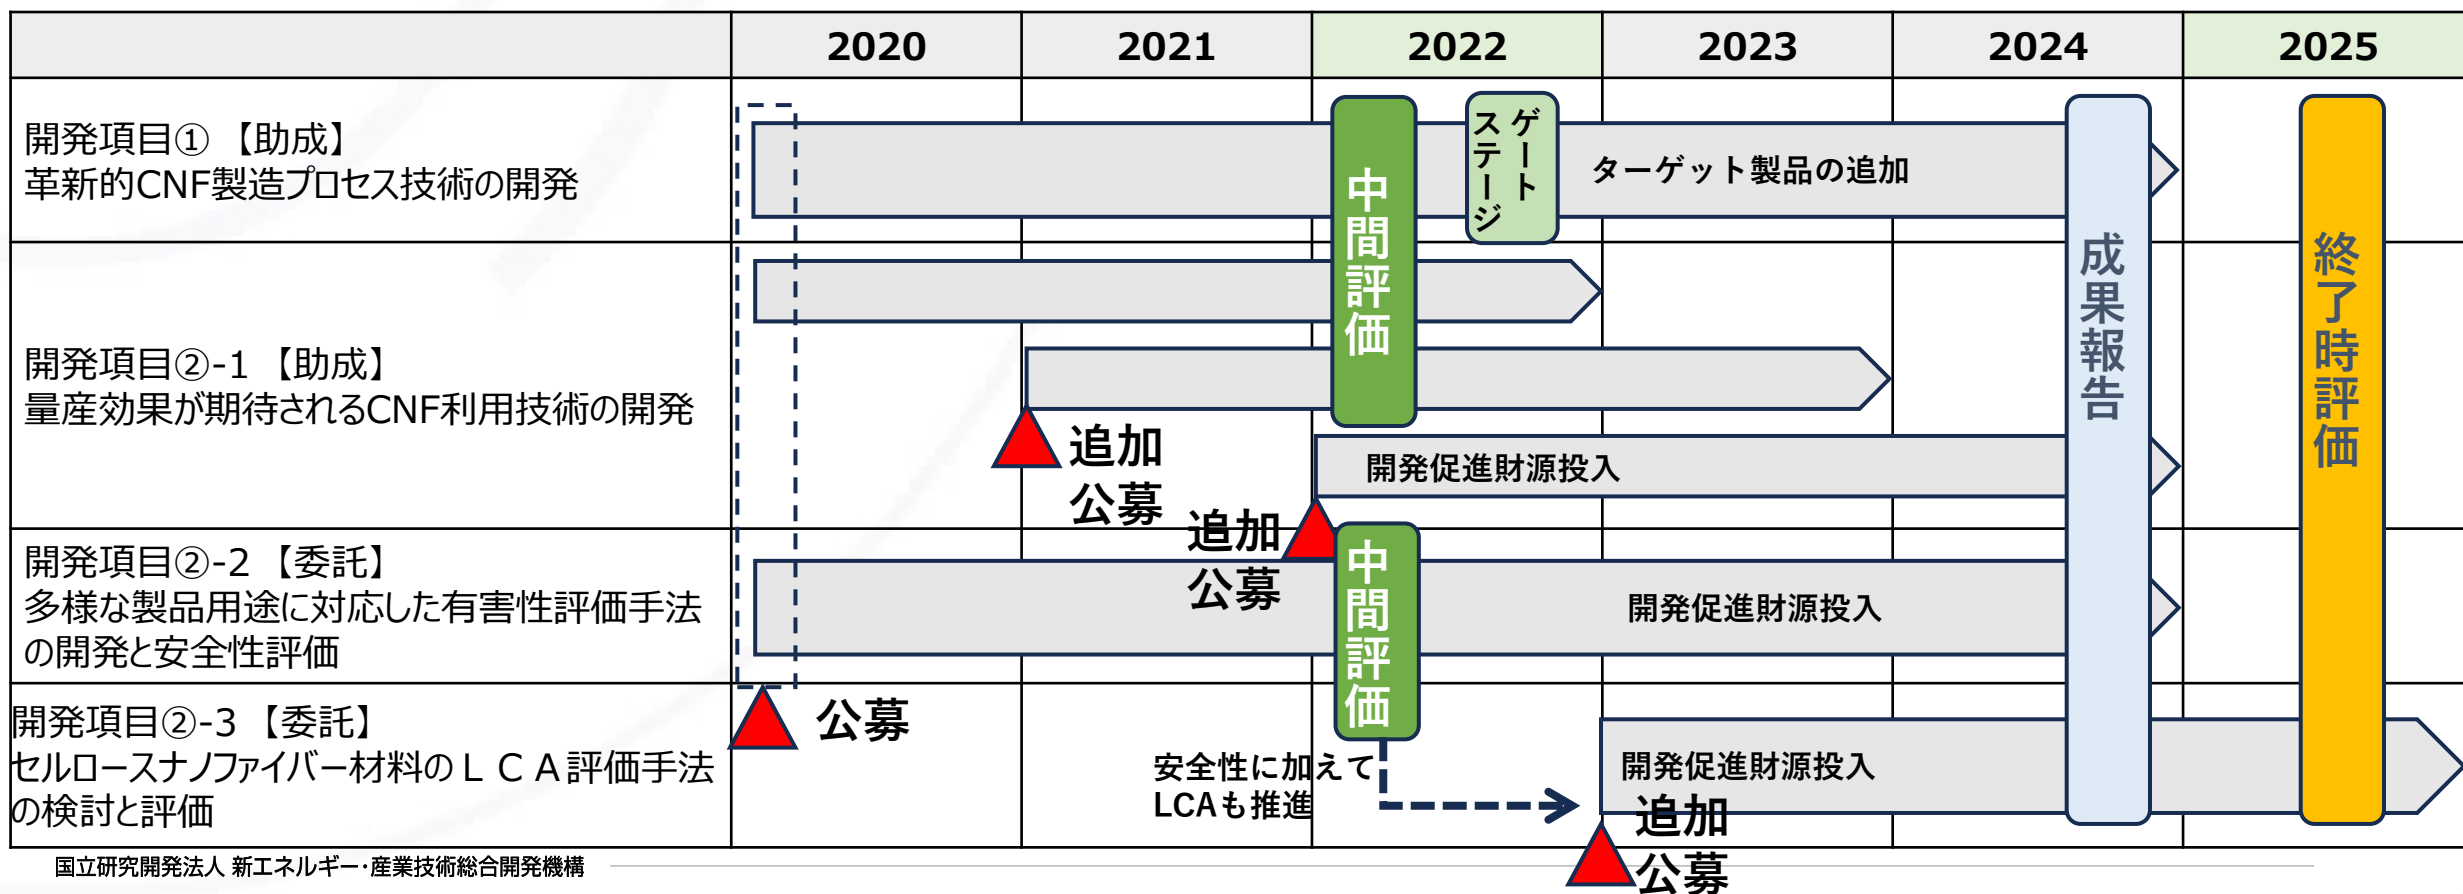 2020
2021
2022
2023
2024
2025
開発項目① 【助成】
革新的CNF製造プロセス技術の開発
中間評価
ステージ
ゲート
ターゲット製品の追加
成果報告
終了時評価
開発項目②-1 【助成】
量産効果が期待されるCNF利用技術の開発
追加
公募
開発促進財源投入
追加
公募
開発項目②-2 【委託】
多様な製品用途に対応した有害性評価手法
の開発と安全性評価
中間評価
開発促進財源投入
公募
開発項目②-3 【委託】
セルロースナノファイバー材料のLCA評価手法
の検討と評価
安全性に加えて
LCAも推進
開発促進財源投入
追加
公募
国立研究開発法人 新エネルギー・産業技術総合開発機構